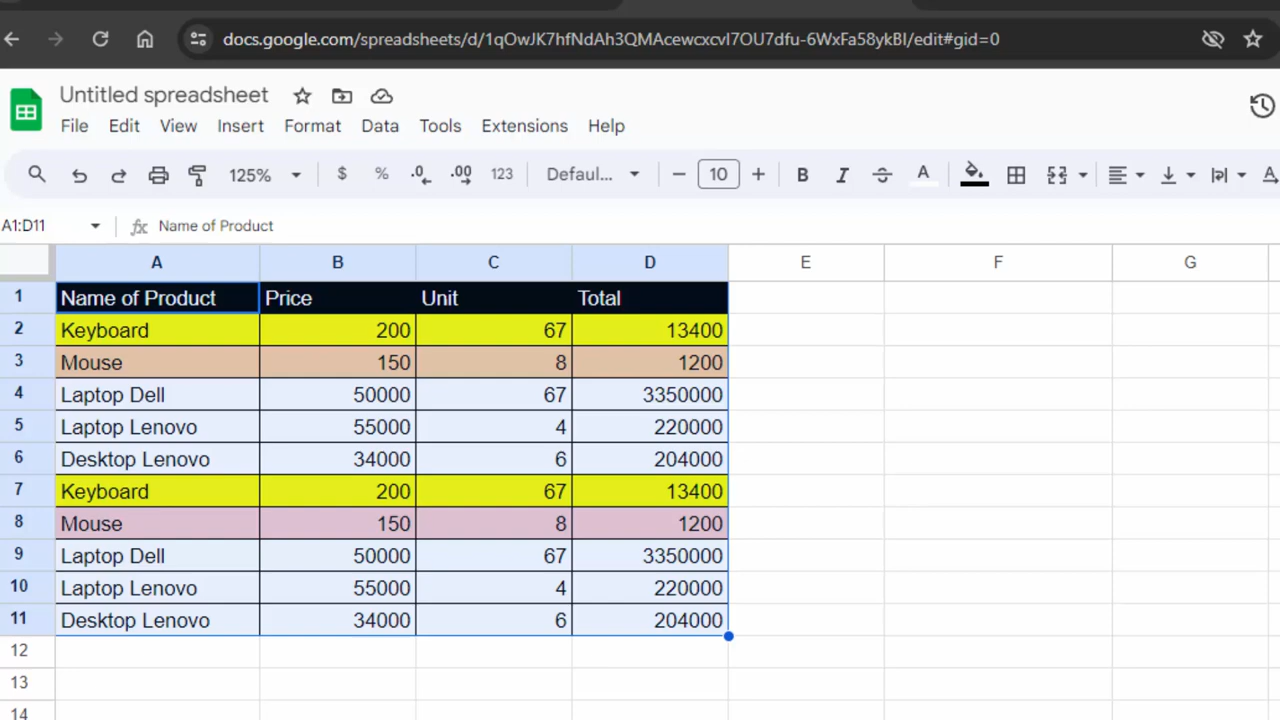 docs.google.com/spreadsheets/d/1qOwJK7hfNdAh3QMAcewcxcvI7OU7dfu-6WxFa58ykBI/edit#gid=0
Untitled spreadsheet
File Edit View Insert Format Data Tools Extensions Help
125% $ % .0 .00 123 Defaul... 10 B I S A A
A1:D11 fx Name of Product
A B C D E F G
1 Name of Product Price Unit Total
2 Keyboard 200 67 13400
3 Mouse 150 8 1200
4 Laptop Dell 50000 67 3350000
5 Laptop Lenovo 55000 4 220000
6 Desktop Lenovo 34000 6 204000
7 Keyboard 200 67 13400
8 Mouse 150 8 1200
9 Laptop Dell 50000 67 3350000
10 Laptop Lenovo 55000 4 220000
11 Desktop Lenovo 34000 6 204000
12
13
14